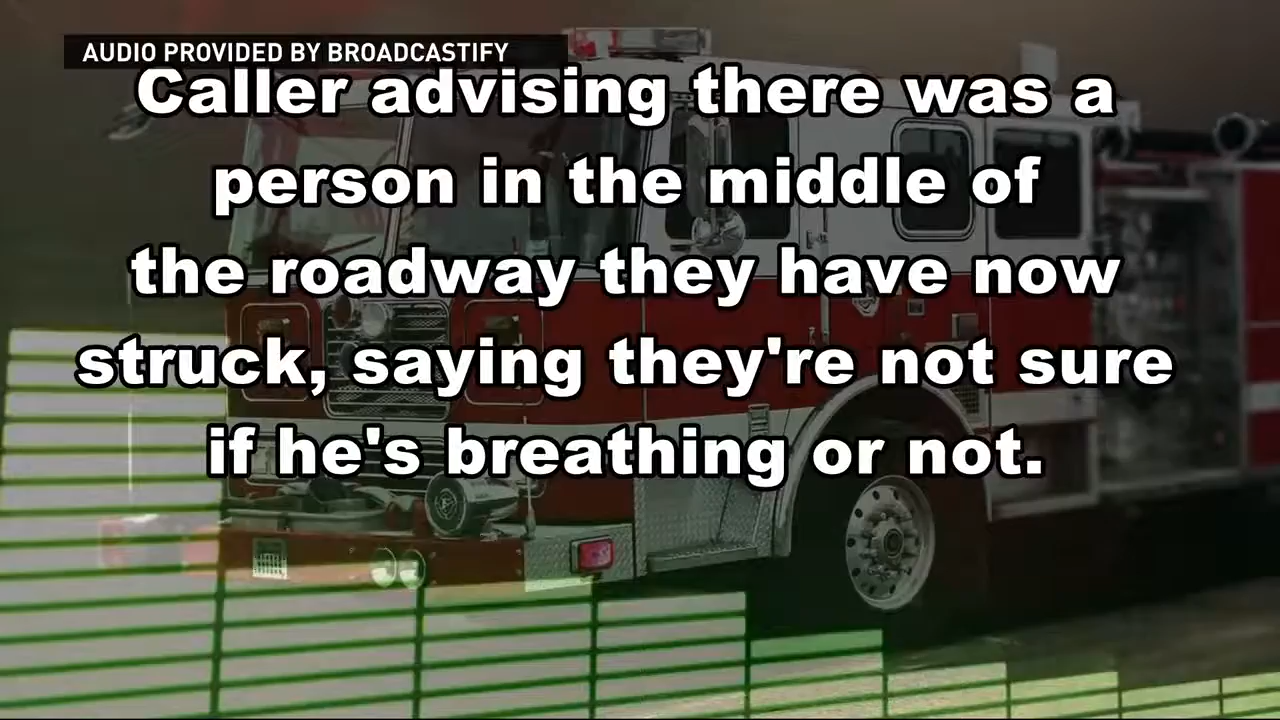 AUDIO PROVIDED BY BROADCASTIFY
Caller advising there was a
person in the middle of
the roadway they have now
struck, saying they're not sure
if he's breathing or not.